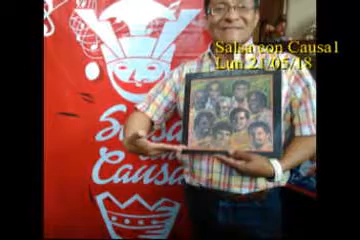 Salsa con Causa1
Lun 21/05/18
Salsa
con
Causa